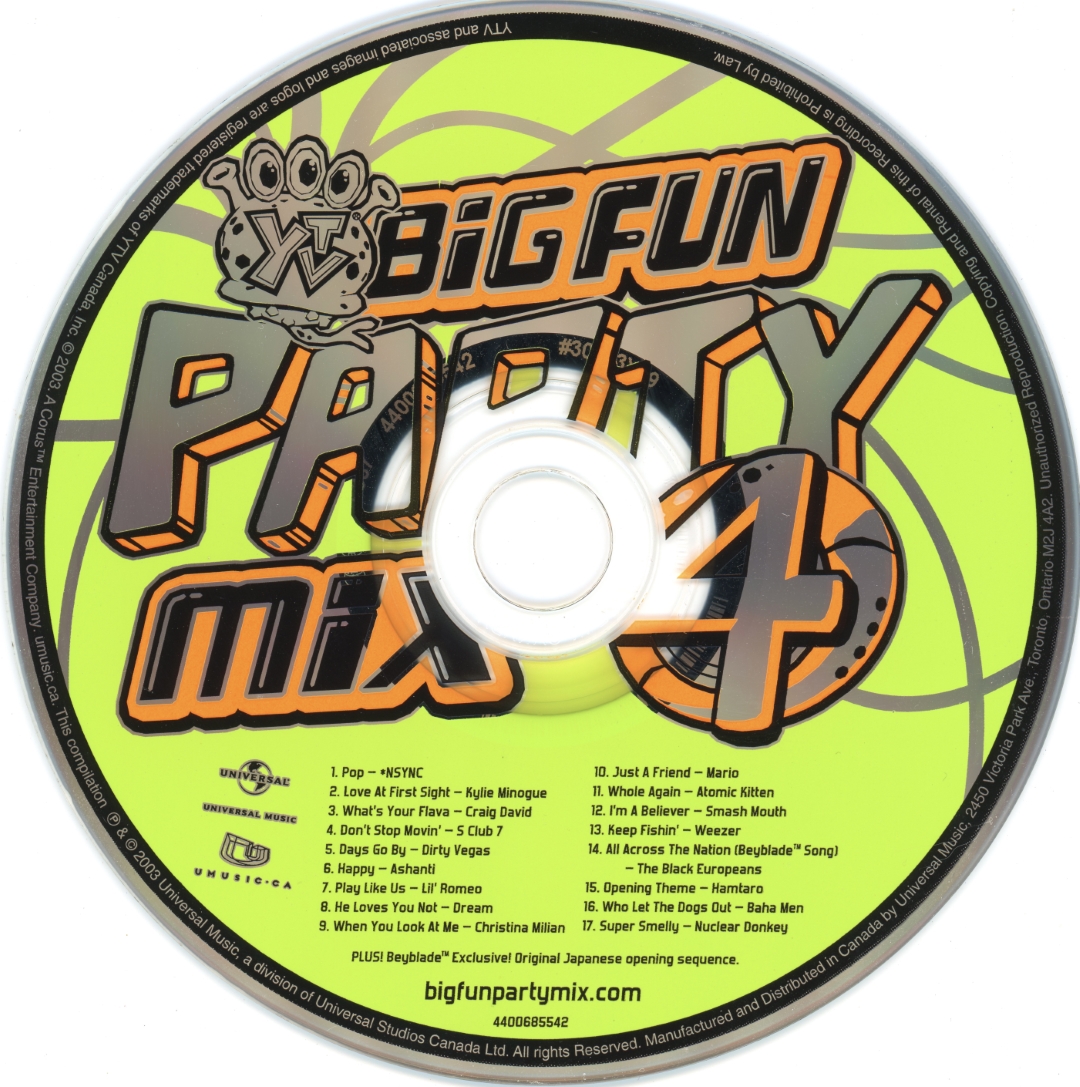 YTV
BiG FUN
PARTY
MiX 4
#30
4400
42
UNIVERSAL
UNIVERSAL MUSIC
UMUSIC.CA
1. Pop – *NSYNC
2. Love At First Sight – Kylie Minogue
3. What's Your Flava – Craig David
4. Don't Stop Movin' – S Club 7
5. Days Go By – Dirty Vegas
6. Happy – Ashanti
7. Play Like Us – Lil' Romeo
8. He Loves You Not – Dream
9. When You Look At Me – Christina Milian
10. Just A Friend – Mario
11. Whole Again – Atomic Kitten
12. I'm A Believer – Smash Mouth
13. Keep Fishin' – Weezer
14. All Across The Nation (Beyblade™ Song)
– The Black Europeans
15. Opening Theme – Hamtaro
16. Who Let The Dogs Out – Baha Men
17. Super Smelly – Nuclear Donkey
PLUS! Beyblade™ Exclusive! Original Japanese opening sequence.
bigfunpartymix.com
4400685542
YTV and associated images and logos are registered trademarks of YTV Canada, Inc. © 2003. A Corus™ Entertainment Company. umusic.ca. This compilation ℗ & © 2003 Universal Music, a division of Universal Studios Canada Ltd. All rights Reserved. Manufactured and Distributed in Canada by Universal Music, 2450 Victoria Park Ave., Toronto, Ontario M2J 4A2. Unauthorized Reproduction, Copying and Rental of this Recording is Prohibited by Law.